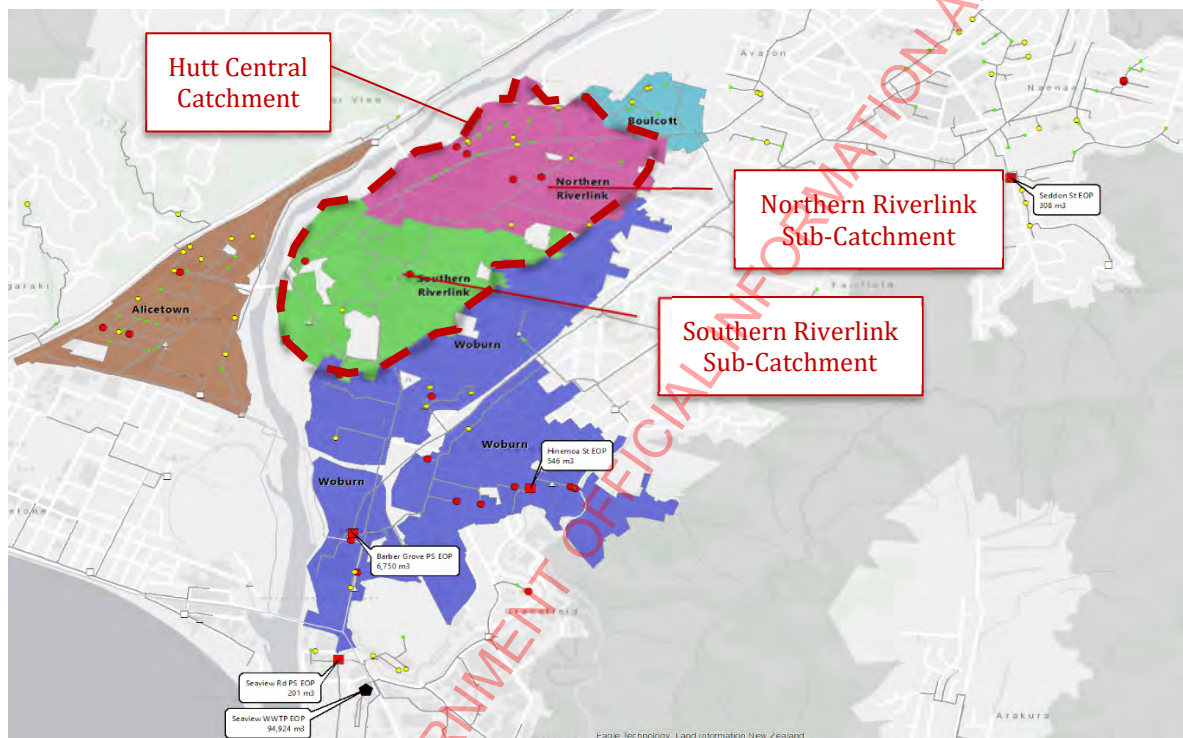 Hutt Central
Catchment
Avalon
Naenae
Boulcott
Northern
Riverlink
Northern Riverlink
Sub-Catchment
Seddon St EOP
308 m3
Southern
Riverlink
Southern Riverlink
Sub-Catchment
Fairfield
Alicetown
Woburn
Woburn
Woburn
Hinemoa St EOP
546 m3
Barber Grove PS EOP
6,750 m3
Gracefield
Seaview Rd PS EOP
201 m3
Seaview WWTP EOP
94,924 m3
Arakura
Eagle Technology, Land Information New Zealand
RNMENT OFFICIAL INFORMATION A